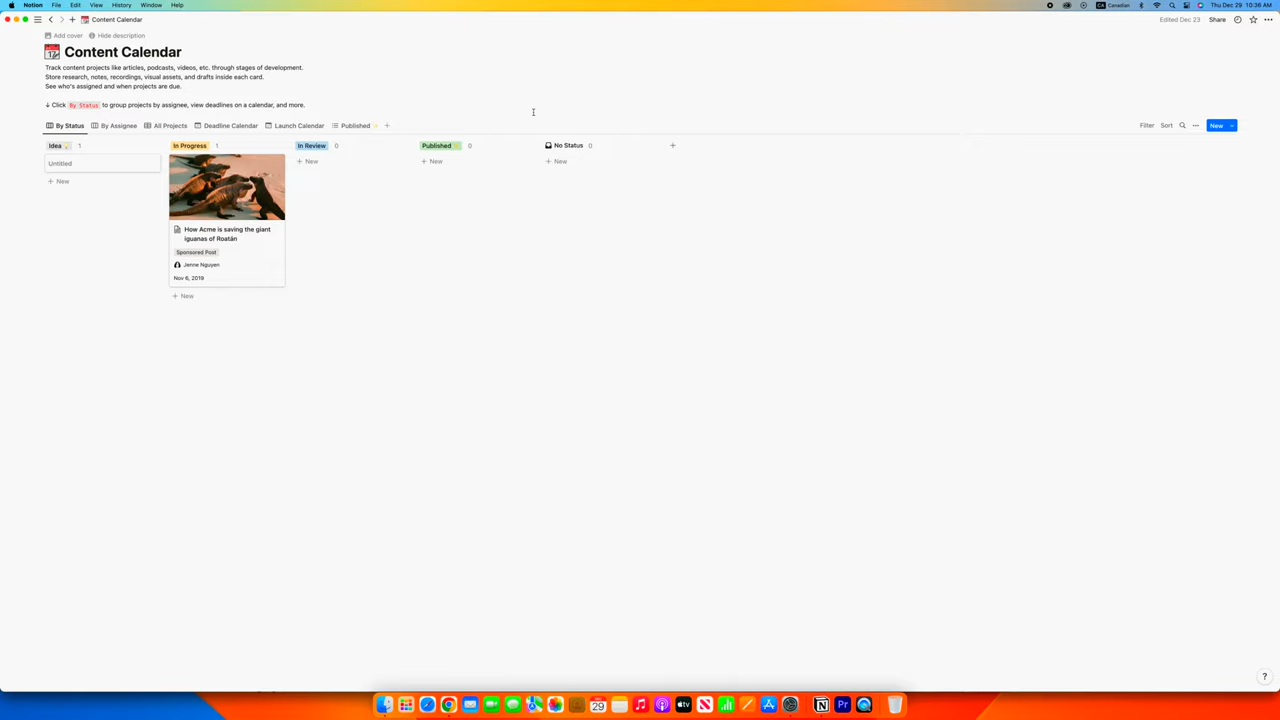 Notion File Edit View History Window Help
Canadian Thu Dec 29 10:36 AM
Content Calendar
Edited Dec 23 Share
Add cover Hide description
Content Calendar
Track content projects like articles, podcasts, videos, etc. through stages of development.
Store research, notes, recordings, visual assets, and drafts inside each card.
See who's assigned and when projects are due.
↓ Click By Status to group projects by assignee, view deadlines on a calendar, and more.
By Status By Assignee All Projects Deadline Calendar Launch Calendar Published +
Filter Sort ••• New
Idea 1 In Progress 1 In Review 0 Published 0 No Status 0 +
Untitled
+ New
How Acme is saving the giant
iguanas of Roatán
Sponsored Post
Jenne Nguyen
Nov 6, 2019
+ New
+ New
+ New
+ New
?
29
Pr